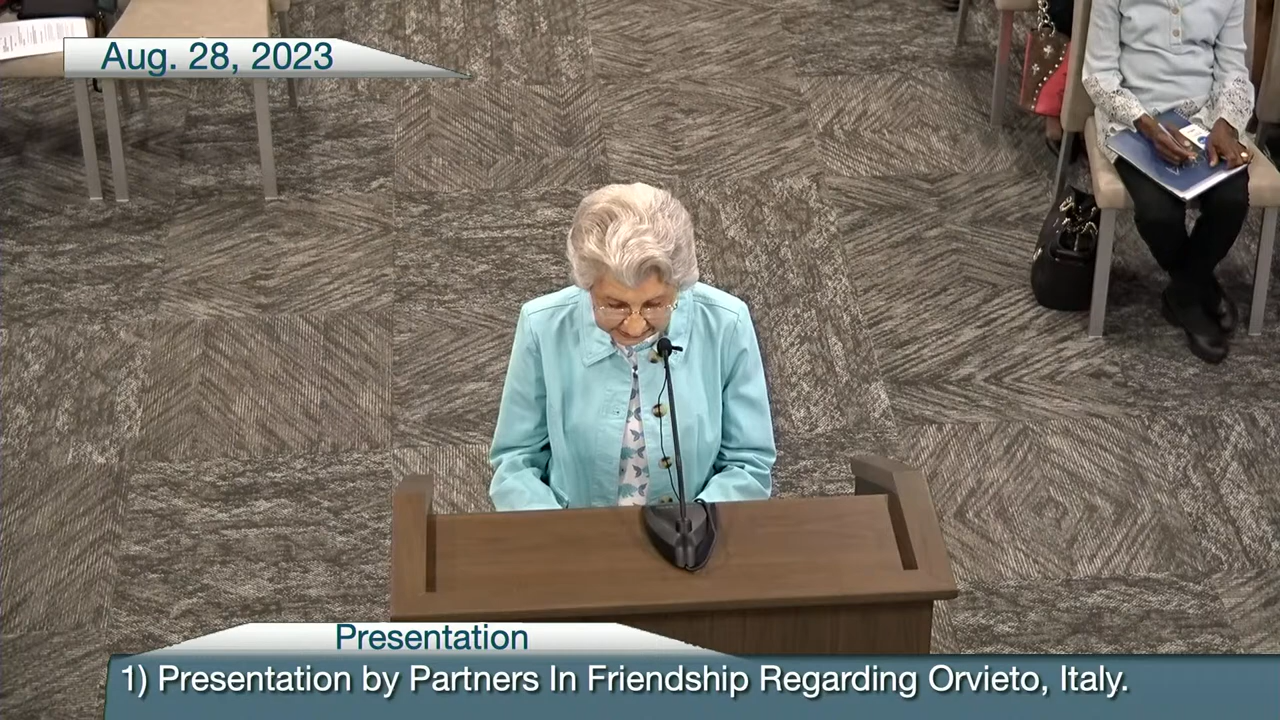 Aug. 28, 2023
Presentation
1) Presentation by Partners In Friendship Regarding Orvieto, Italy.